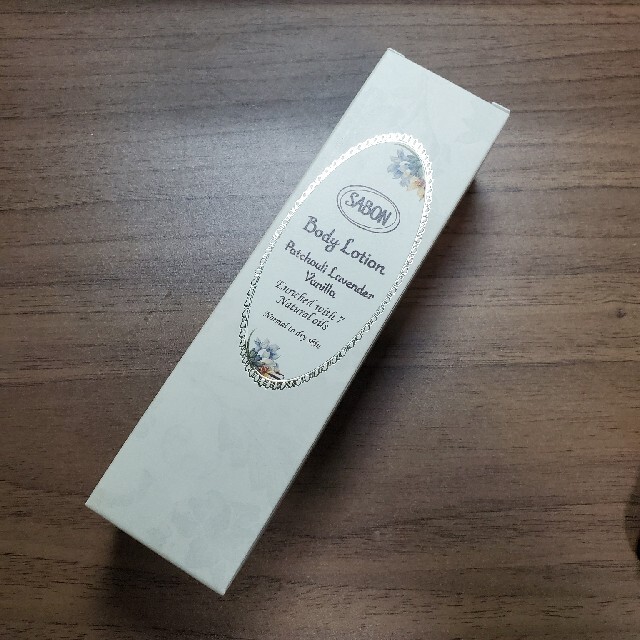 SABON
Body Lotion
Patchouli Lavender
Vanilla
Enriched with 7
Natural oils
Normal to dry skin